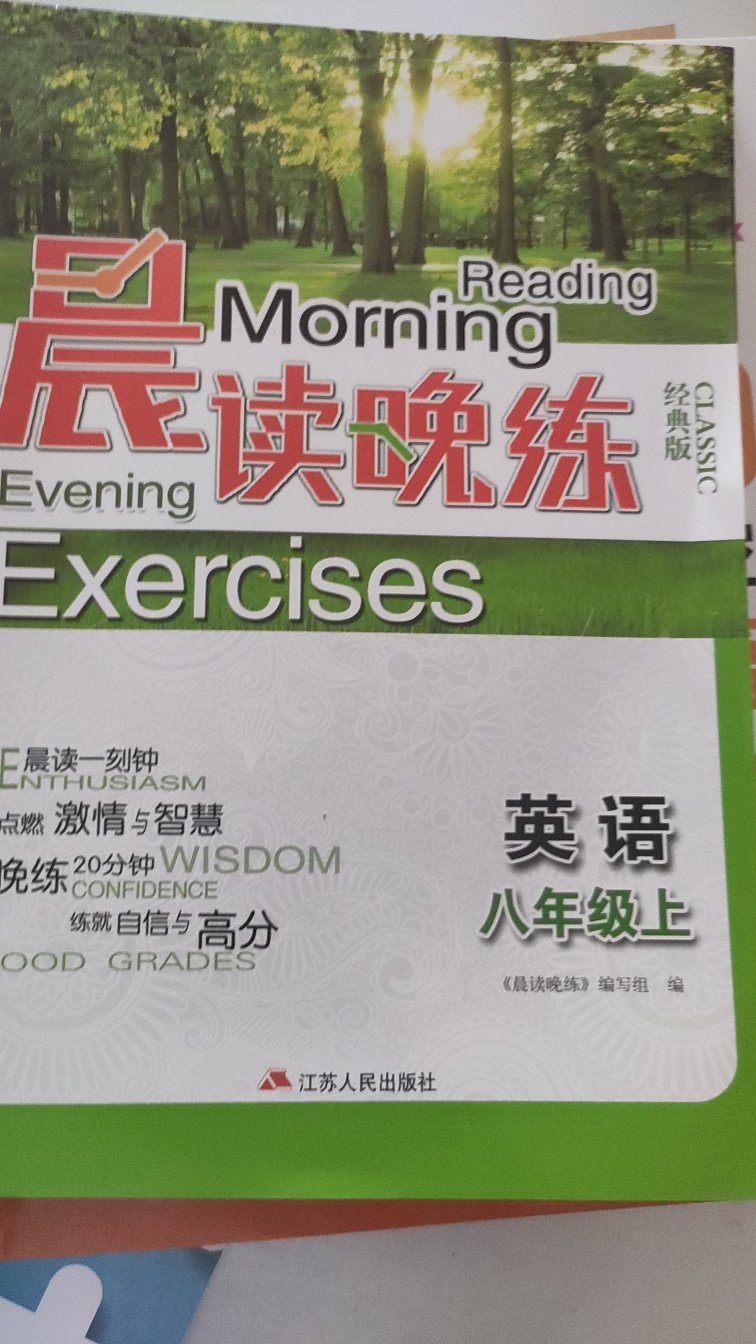 Reading
Morning
晨读晚练
CLASSIC
经典版
Evening
Exercises
晨读一刻钟
ENTHUSIASM
点燃 激情与智慧
晚练20分钟 WISDOM
CONFIDENCE
练就自信与高分
OOD GRADES
英语
八年级上
《晨读晚练》编写组 编
江苏人民出版社